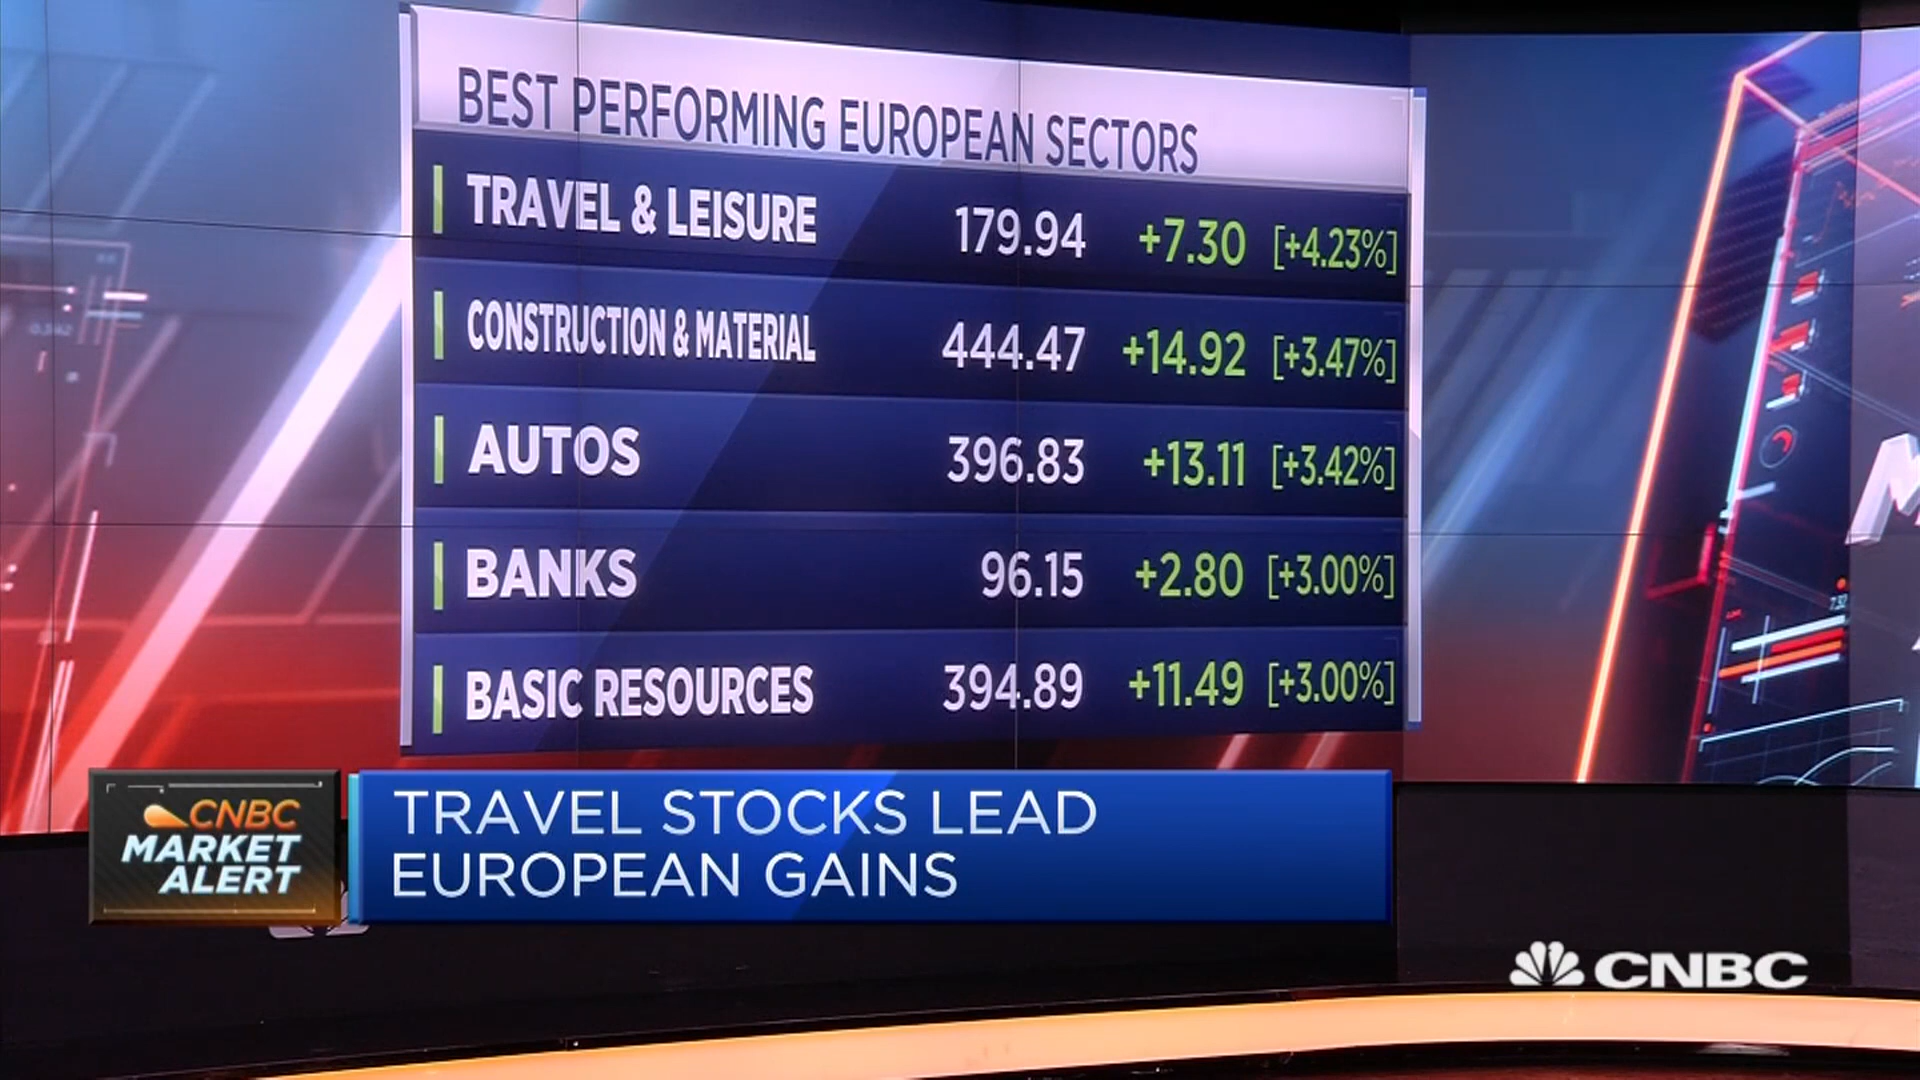 BEST PERFORMING EUROPEAN SECTORS
TRAVEL & LEISURE 179.94 +7.30 [+4.23%]
CONSTRUCTION & MATERIAL 444.47 +14.92 [+3.47%]
AUTOS 396.83 +13.11 [+3.42%]
BANKS 96.15 +2.80 [+3.00%]
BASIC RESOURCES 394.89 +11.49 [+3.00%]
CNBC
MARKET
ALERT
TRAVEL STOCKS LEAD
EUROPEAN GAINS
CNBC